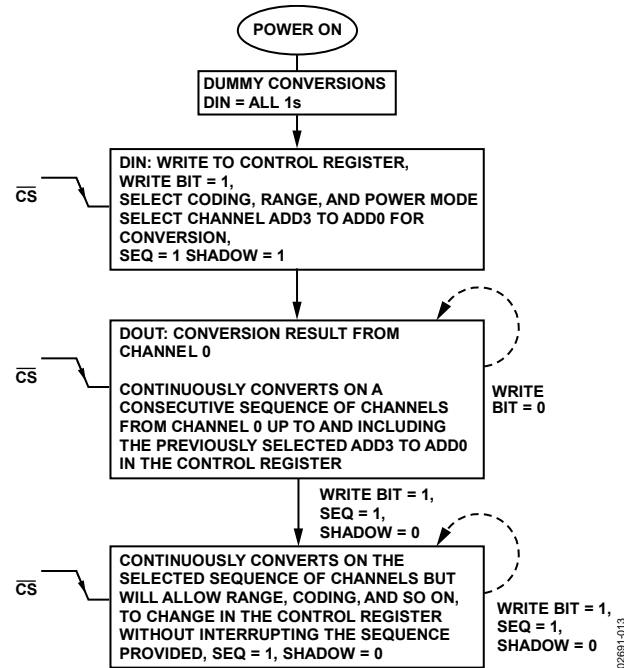 POWER ON
DUMMY CONVERSIONS
DIN = ALL 1s
CS
DIN: WRITE TO CONTROL REGISTER,
WRITE BIT = 1,
SELECT CODING, RANGE, AND POWER MODE
SELECT CHANNEL ADD3 TO ADD0 FOR
CONVERSION,
SEQ = 1 SHADOW = 1
CS
DOUT: CONVERSION RESULT FROM
CHANNEL 0
CONTINUOUSLY CONVERTS ON A
CONSECUTIVE SEQUENCE OF CHANNELS
FROM CHANNEL 0 UP TO AND INCLUDING
THE PREVIOUSLY SELECTED ADD3 TO ADD0
IN THE CONTROL REGISTER
WRITE
BIT = 0
WRITE BIT = 1,
SEQ = 1,
SHADOW = 0
CS
CONTINUOUSLY CONVERTS ON THE
SELECTED SEQUENCE OF CHANNELS BUT
WILL ALLOW RANGE, CODING, AND SO ON,
TO CHANGE IN THE CONTROL REGISTER
WITHOUT INTERRUPTING THE SEQUENCE
PROVIDED, SEQ = 1, SHADOW = 0
WRITE BIT = 1,
SEQ = 1,
SHADOW = 0
02691-013